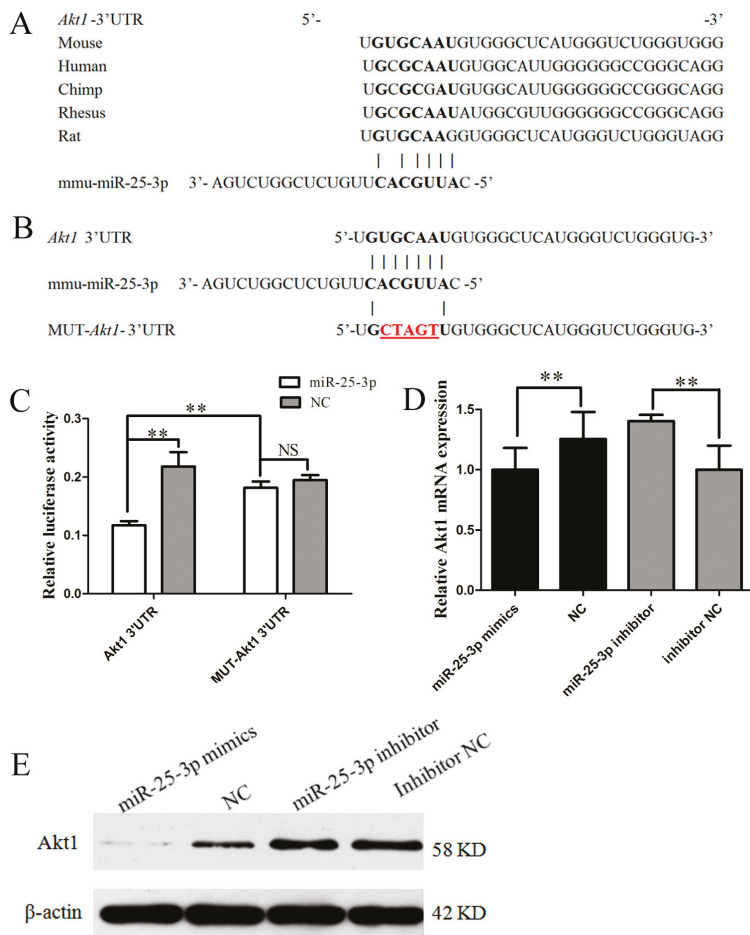 A
Akt1 -3'UTR 5'- -3'
Mouse UGUGCAAUGUGGGCUCAUGGGUCUGGGUGGG
Human UGCGCAAUGUGGCAUUGGGGGGCCGGGCAGG
Chimp UGCGCGAUGUGGCAUUGGGGGGCCGGGCAGG
Rhesus UGCGCAAUAUGGCGUUGGGGGGCCGGGCAGG
Rat UGUGCAAGGUGGGCUCAUGGGUCUGGGUAGG
mmu-miR-25-3p 3'- AGUCUGGCUCUGUUCACGUUAC -5'
B
Akt1 3'UTR 5'-UGUGCAAUGUGGGCUCAUGGGUCUGGGUG-3'
mmu-miR-25-3p 3'- AGUCUGGCUCUGUUCACGUUAC -5'
MUT-Akt1- 3'UTR 5'-UGCTAGTUGUGGGCUCAUGGGUCUGGGUG-3'
C
miR-25-3p
NC
Relative luciferase activity
0.3
0.2
0.1
0.0
**
**
NS
Akt1 3'UTR
MUT-Akt1 3'UTR
D
Relative Akt1 mRNA expression
1.5
1.0
0.5
0.0
**
**
miR-25-3p mimics
NC
miR-25-3p inhibitor
inhibitor NC
E
miR-25-3p mimics
NC
miR-25-3p inhibitor
Inhibitor NC
Akt1 58 KD
β-actin 42 KD